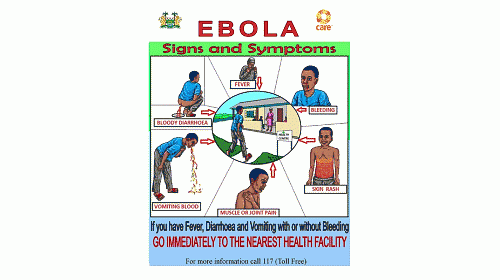 EBOLA
care
Signs and Symptoms
FEVER
BLOODY DIARRHOEA
BLEEDING
HEALTH
CENTRE
VOMITING BLOOD
SKIN RASH
MUSCLE OR JOINT PAIN
If you have Fever, Diarrhoea and Vomiting with or without Bleeding
GO IMMEDIATELY TO THE NEAREST HEALTH FACILITY
For more information call 117 (Toll Free)